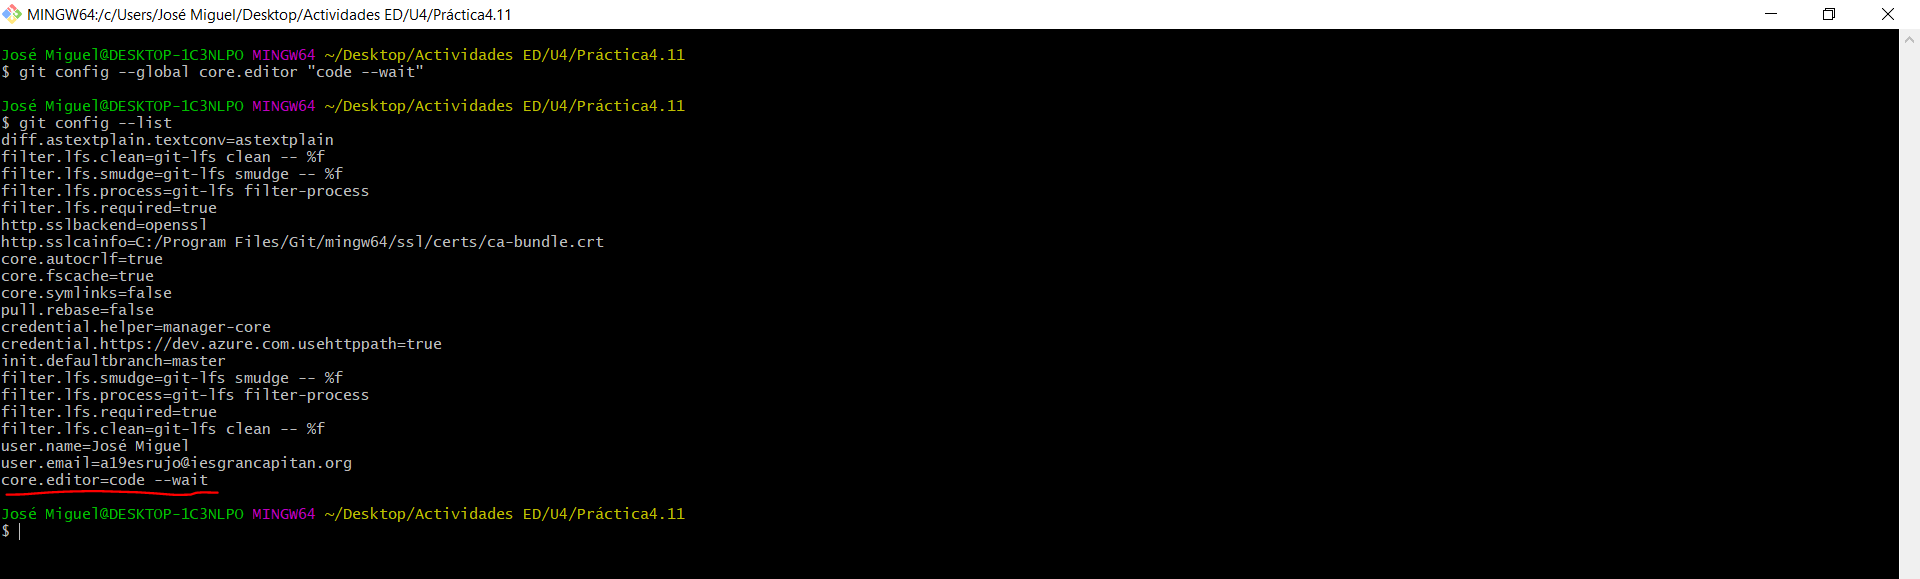 MINGW64:/c/Users/José Miguel/Desktop/Actividades ED/U4/Práctica4.11
José Miguel@DESKTOP-1C3NLPO MINGW64 ~/Desktop/Actividades ED/U4/Práctica4.11
$ git config --global core.editor "code --wait"
José Miguel@DESKTOP-1C3NLPO MINGW64 ~/Desktop/Actividades ED/U4/Práctica4.11
$ git config --list
diff.astextplain.textconv=astextplain
filter.lfs.clean=git-lfs clean -- %f
filter.lfs.smudge=git-lfs smudge -- %f
filter.lfs.process=git-lfs filter-process
filter.lfs.required=true
http.sslbackend=openssl
http.sslcainfo=C:/Program Files/Git/mingw64/ssl/certs/ca-bundle.crt
core.autocrlf=true
core.fscache=true
core.symlinks=false
pull.rebase=false
credential.helper=manager-core
credential.https://dev.azure.com.usehttppath=true
init.defaultbranch=master
filter.lfs.smudge=git-lfs smudge -- %f
filter.lfs.process=git-lfs filter-process
filter.lfs.required=true
filter.lfs.clean=git-lfs clean -- %f
user.name=José Miguel
user.email=a19esrujo@iesgrancapitan.org
core.editor=code --wait
José Miguel@DESKTOP-1C3NLPO MINGW64 ~/Desktop/Actividades ED/U4/Práctica4.11
$